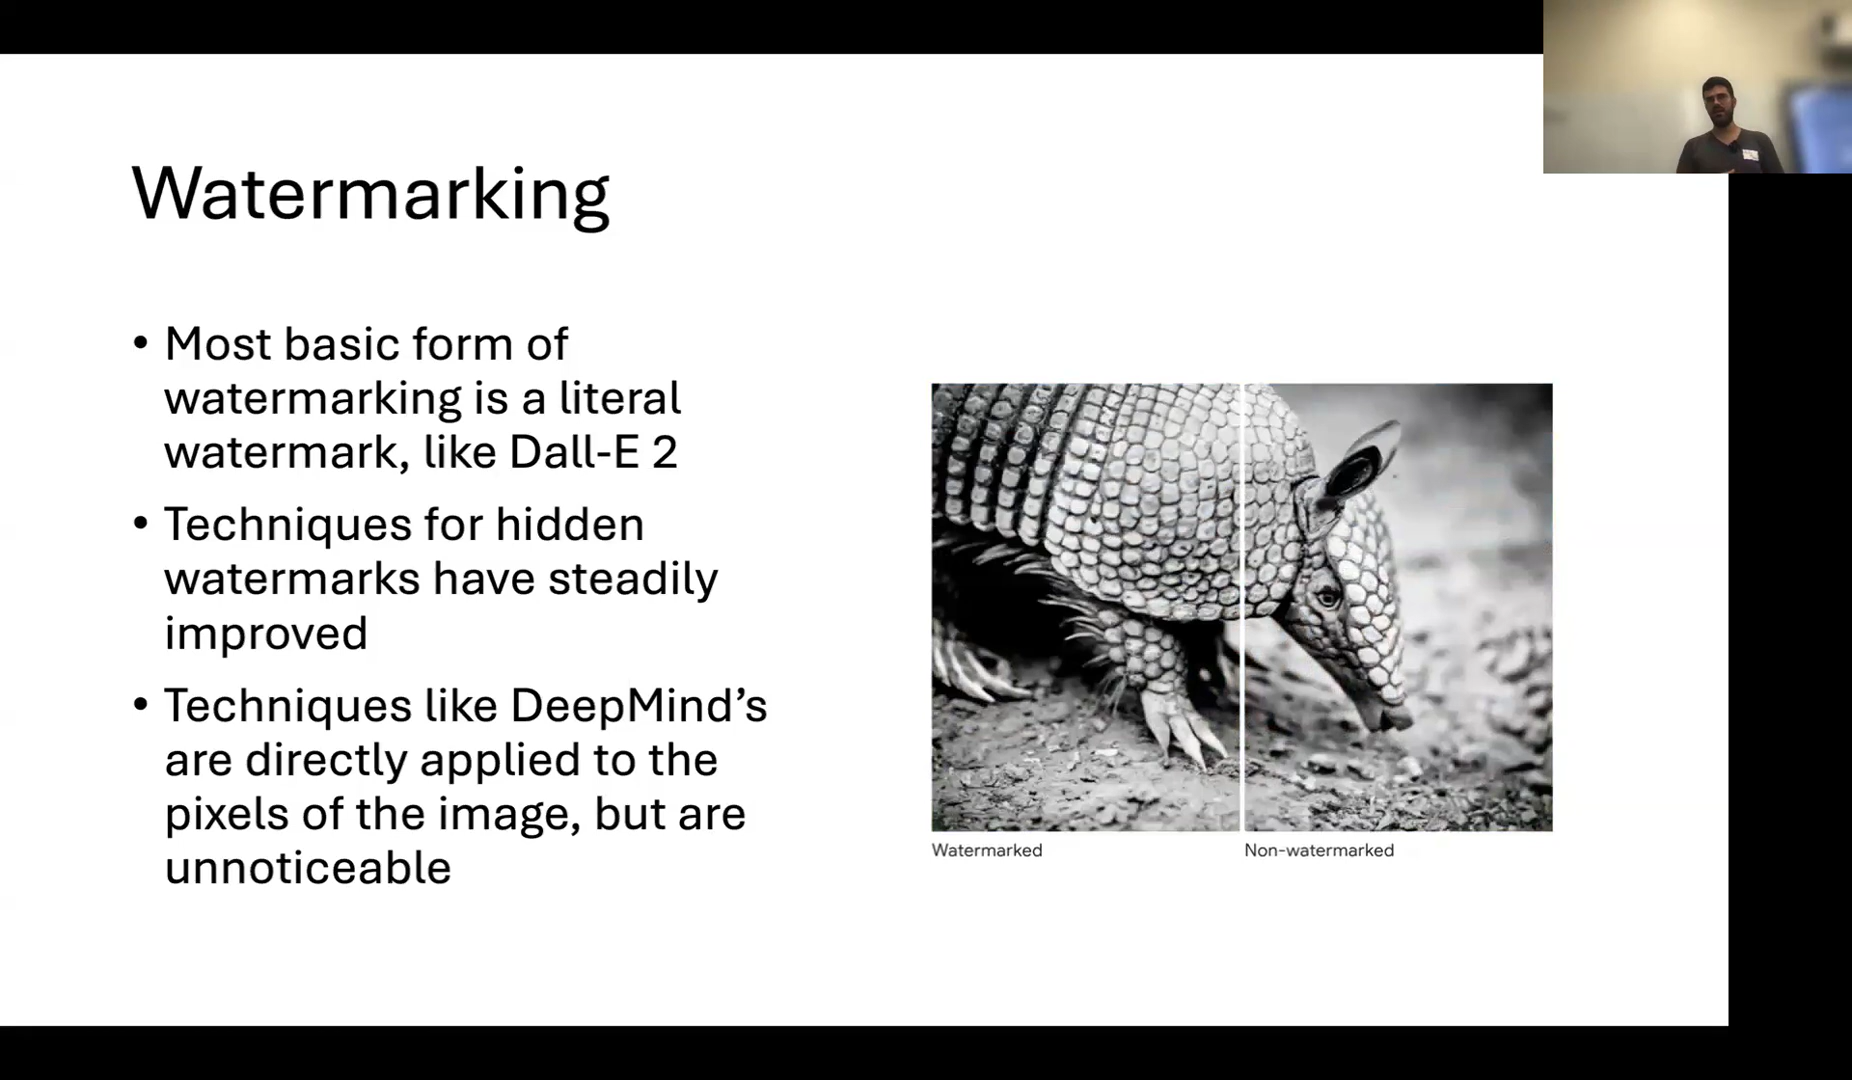 Watermarking
• Most basic form of
watermarking is a literal
watermark, like Dall-E 2
• Techniques for hidden
watermarks have steadily
improved
• Techniques like DeepMind’s
are directly applied to the
pixels of the image, but are
unnoticeable
Watermarked
Non-watermarked